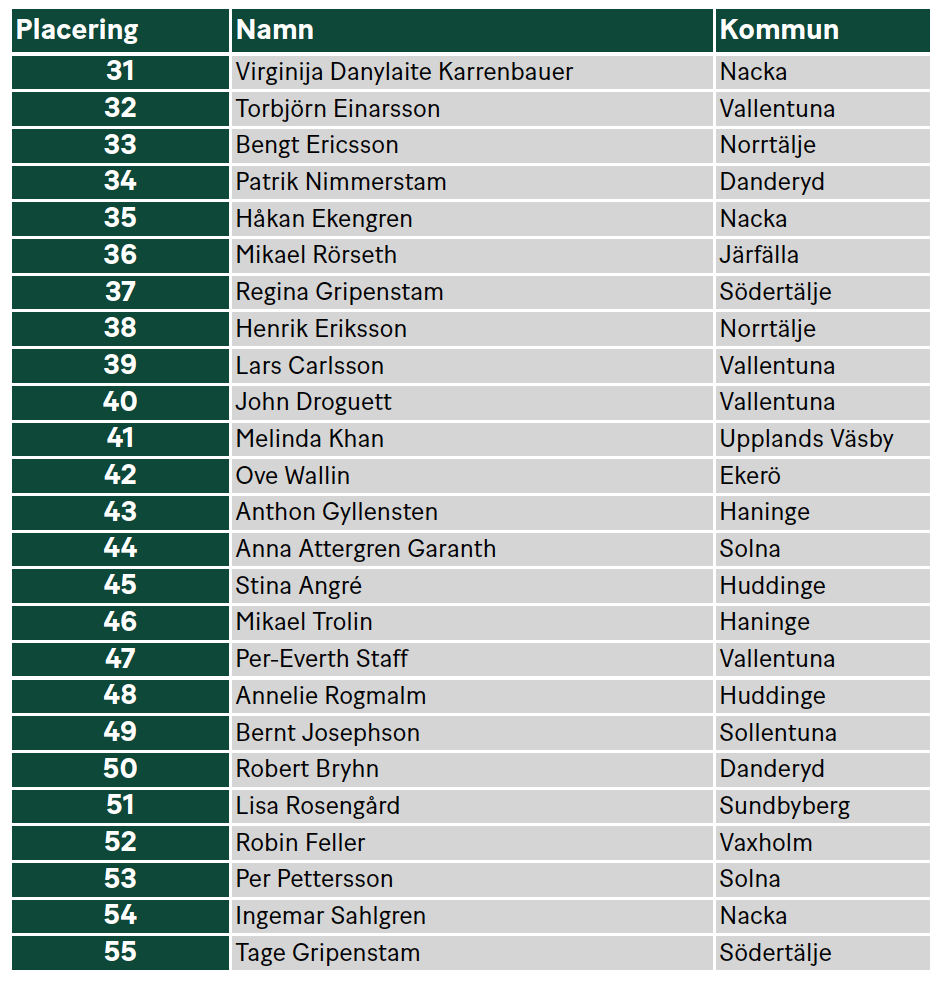 Placering Namn Kommun
31 Virginija Danylaite Karrenbauer Nacka
32 Torbjörn Einarsson Vallentuna
33 Bengt Ericsson Norrtälje
34 Patrik Nimmerstam Danderyd
35 Håkan Ekengren Nacka
36 Mikael Rörseth Järfälla
37 Regina Gripenstam Södertälje
38 Henrik Eriksson Norrtälje
39 Lars Carlsson Vallentuna
40 John Droguett Vallentuna
41 Melinda Khan Upplands Väsby
42 Ove Wallin Ekerö
43 Anthon Gyllensten Haninge
44 Anna Attergren Garanth Solna
45 Stina Angré Huddinge
46 Mikael Trolin Haninge
47 Per-Everth Staff Vallentuna
48 Annelie Rogmalm Huddinge
49 Bernt Josephson Sollentuna
50 Robert Bryhn Danderyd
51 Lisa Rosengård Sundbyberg
52 Robin Feller Vaxholm
53 Per Pettersson Solna
54 Ingemar Sahlgren Nacka
55 Tage Gripenstam Södertälje